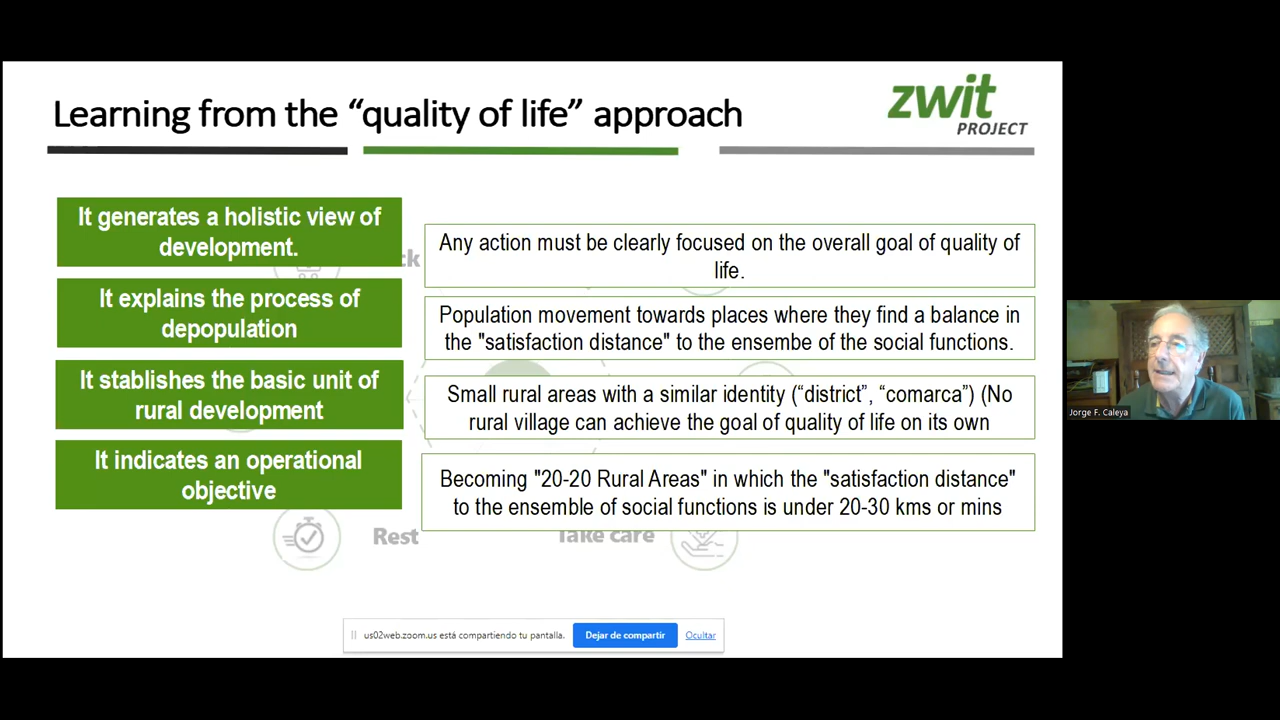 Learning from the “quality of life” approach
zwit
PROJECT
It generates a holistic view of
development.
ck
Any action must be clearly focused on the overall goal of quality of
life.
It explains the process of
depopulation
Population movement towards places where they find a balance in
the "satisfaction distance" to the ensembe of the social functions.
It stablishes the basic unit of
rural development
Small rural areas with a similar identity (“district”, “comarca”) (No
rural village can achieve the goal of quality of life on its own
It indicates an operational
objective
Becoming "20-20 Rural Areas" in which the "satisfaction distance"
to the ensemble of social functions is under 20-30 kms or mins
Rest
Take care
us02web.zoom.us está compartiendo tu pantalla.
Dejar de compartir
Ocultar
Jorge F. Caleya